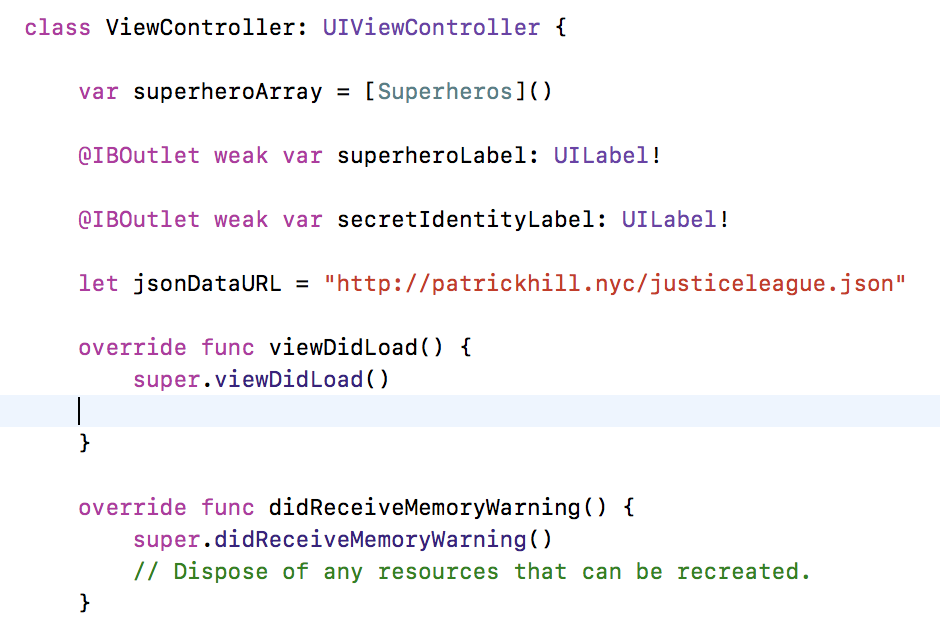 class ViewController: UIViewController {
var superheroArray = [Superheros]()
@IBOutlet weak var superheroLabel: UILabel!
@IBOutlet weak var secretIdentityLabel: UILabel!
let jsonDataURL = "http://patrickhill.nyc/justiceleague.json"
override func viewDidLoad() {
super.viewDidLoad()
}
override func didReceiveMemoryWarning() {
super.didReceiveMemoryWarning()
// Dispose of any resources that can be recreated.
}